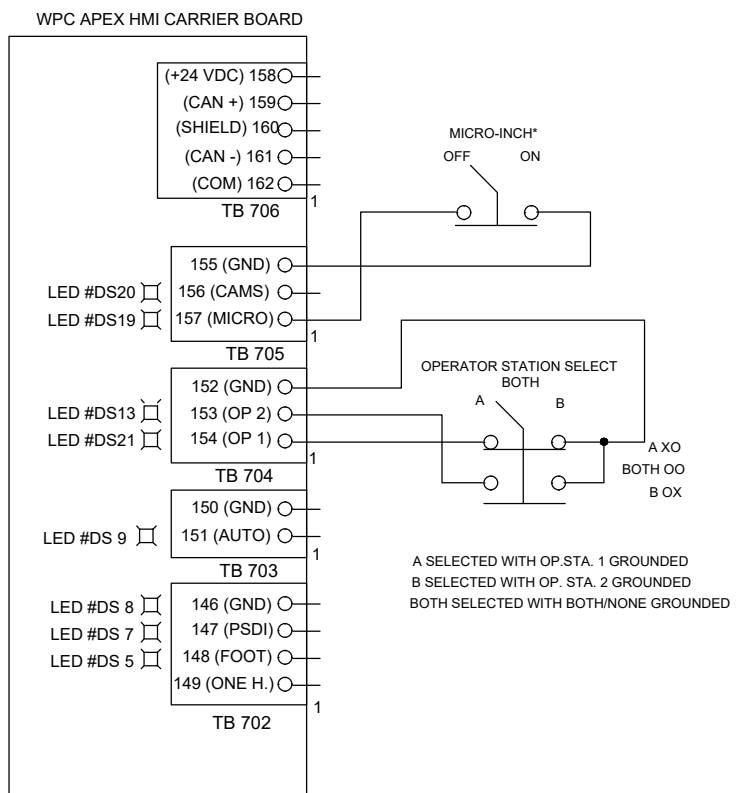 WPC APEX HMI CARRIER BOARD
(+24 VDC) 158
(CAN +) 159
(SHIELD) 160
(CAN -) 161
(COM) 162
1
TB 706
MICRO-INCH*
OFF ON
155 (GND)
LED #DS20 156 (CAMS)
LED #DS19 157 (MICRO)
1
TB 705
152 (GND)
LED #DS13 153 (OP 2)
LED #DS21 154 (OP 1)
1
TB 704
OPERATOR STATION SELECT
BOTH
A B
A XO
BOTH OO
B OX
150 (GND)
LED #DS 9 151 (AUTO)
1
TB 703
A SELECTED WITH OP.STA. 1 GROUNDED
B SELECTED WITH OP. STA. 2 GROUNDED
BOTH SELECTED WITH BOTH/NONE GROUNDED
LED #DS 8 146 (GND)
LED #DS 7 147 (PSDI)
LED #DS 5 148 (FOOT)
149 (ONE H.)
1
TB 702